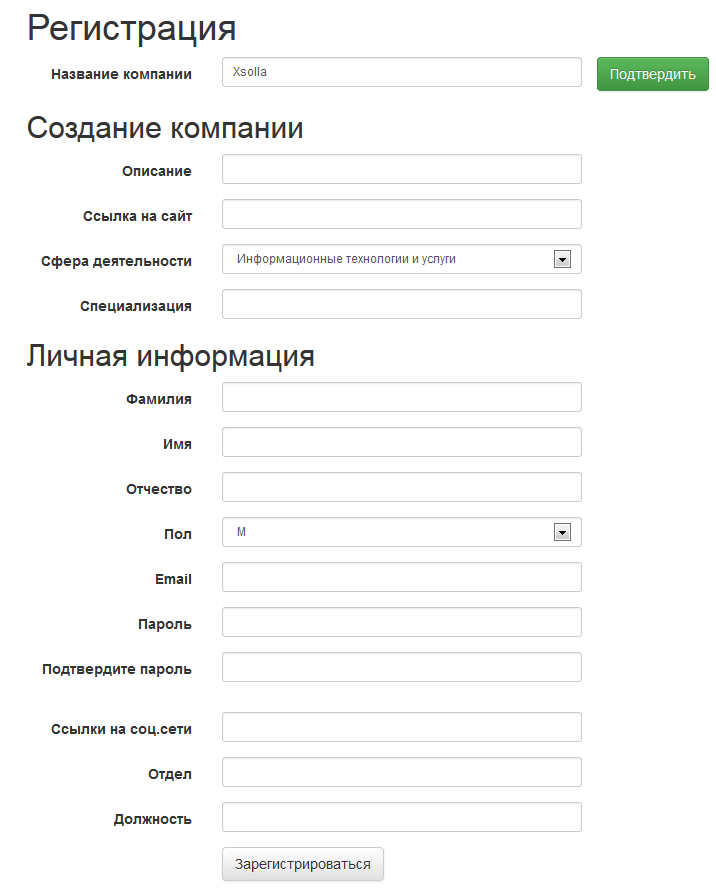 Регистрация
Название компании Xsolla Подтвердить
Создание компании
Описание
Ссылка на сайт
Сфера деятельности Информационные технологии и услуги
Специализация
Личная информация
Фамилия
Имя
Отчество
Пол М
Email
Пароль
Подтвердите пароль
Ссылки на соц.сети
Отдел
Должность
Зарегистрироваться